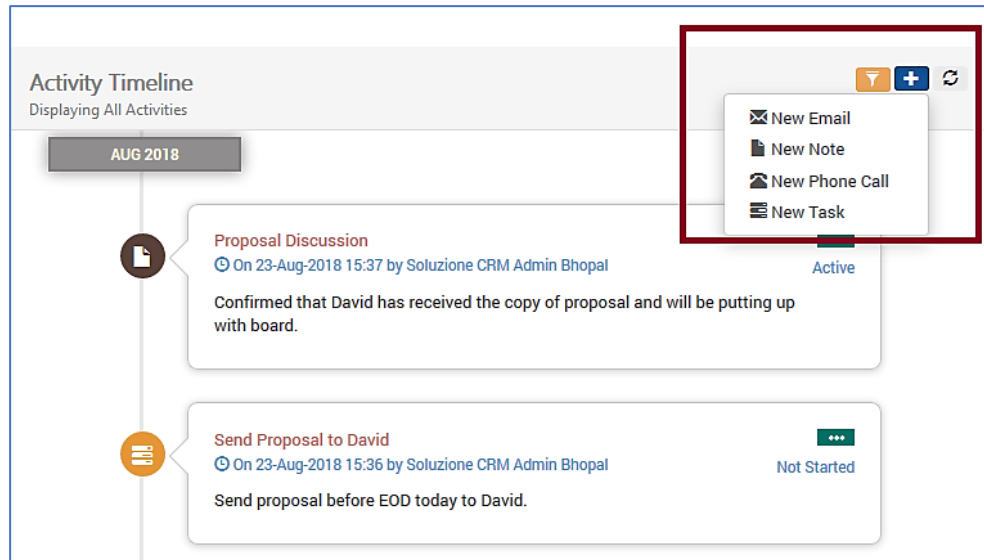 Activity Timeline
Displaying All Activities
New Email
New Note
New Phone Call
New Task
AUG 2018
Proposal Discussion
On 23-Aug-2018 15:37 by Soluzione CRM Admin Bhopal
Active
Confirmed that David has received the copy of proposal and will be putting up
with board.
Send Proposal to David
On 23-Aug-2018 15:36 by Soluzione CRM Admin Bhopal
Not Started
Send proposal before EOD today to David.